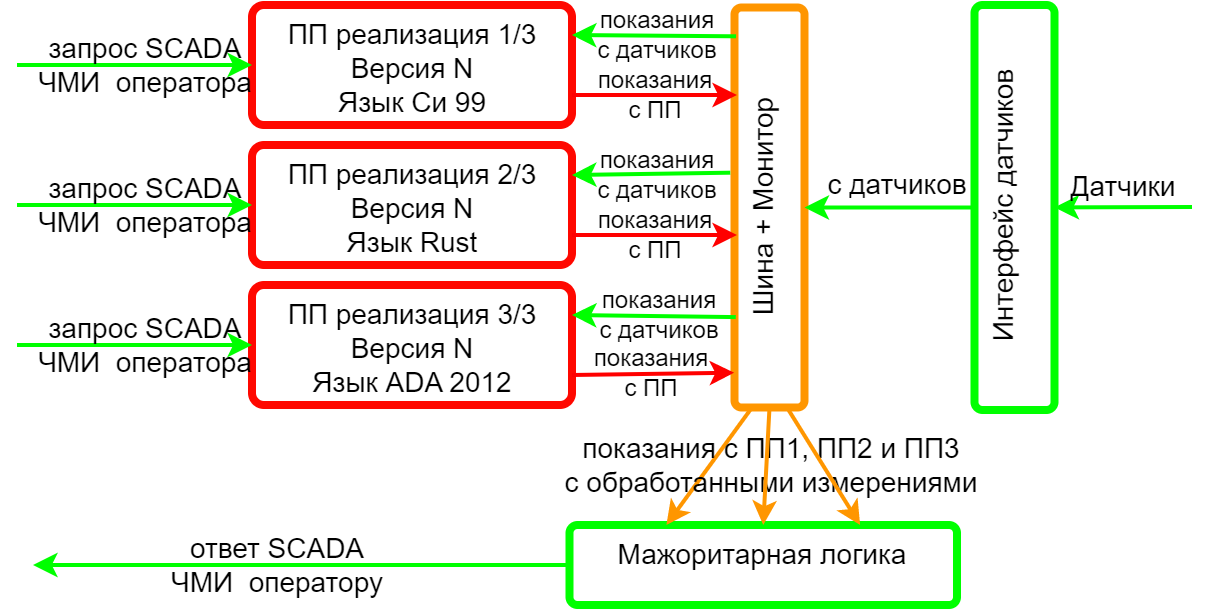 запрос SCADA
ЧМИ оператора
ПП реализация 1/3
Версия N
Язык Си 99
показания
с датчиков
показания
с ПП
запрос SCADA
ЧМИ оператора
ПП реализация 2/3
Версия N
Язык Rust
показания
с датчиков
показания
с ПП
запрос SCADA
ЧМИ оператора
ПП реализация 3/3
Версия N
Язык ADA 2012
показания
с датчиков
показания
с ПП
Шина + Монитор
с датчиков
Интерфейс датчиков
Датчики
показания с ПП1, ПП2 и ПП3
с обработанными измерениями
Мажоритарная логика
ответ SCADA
ЧМИ оператору